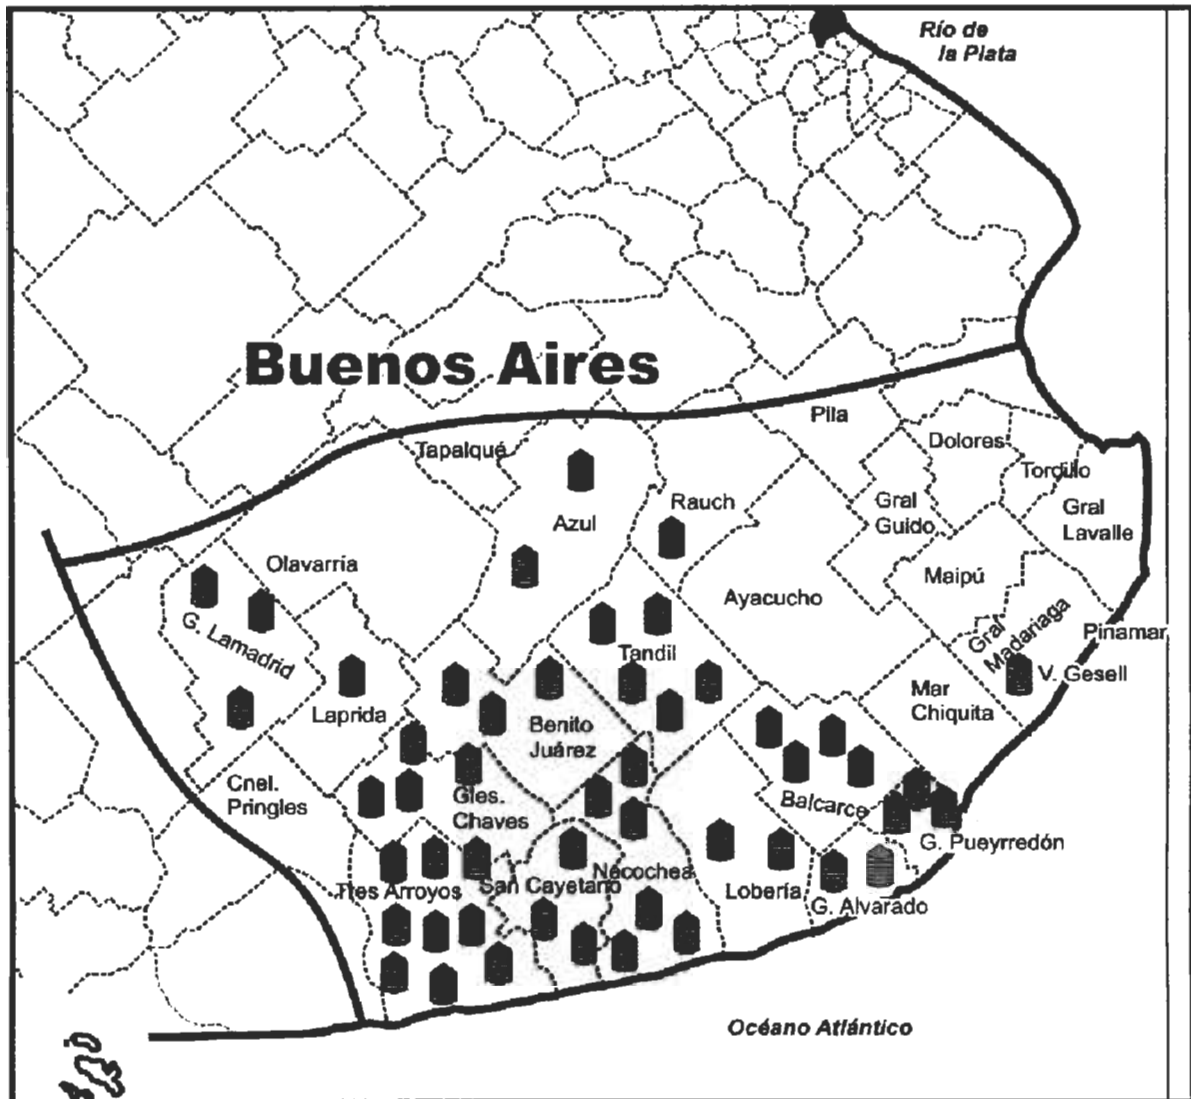 Río de
la Plata
Buenos Aires
Pila
Tapalqué
Dolores
Tordillo
Rauch
Gral
Guido
Gral
Lavalle
Azul
Olavarria
Maipú
Ayacucho
G. Lamadrid
Gral
Madariaga
Pinamar
Tandil
V. Gesell
Mar
Chiquita
Laprida
Benito
Juárez
Cnel.
Pringles
Gles.
Chaves
Balcarce
G. Pueyrredón
Tres Arroyos
San Cayetano
Necochea
Lobería
G. Alvarado
Océano Atlántico